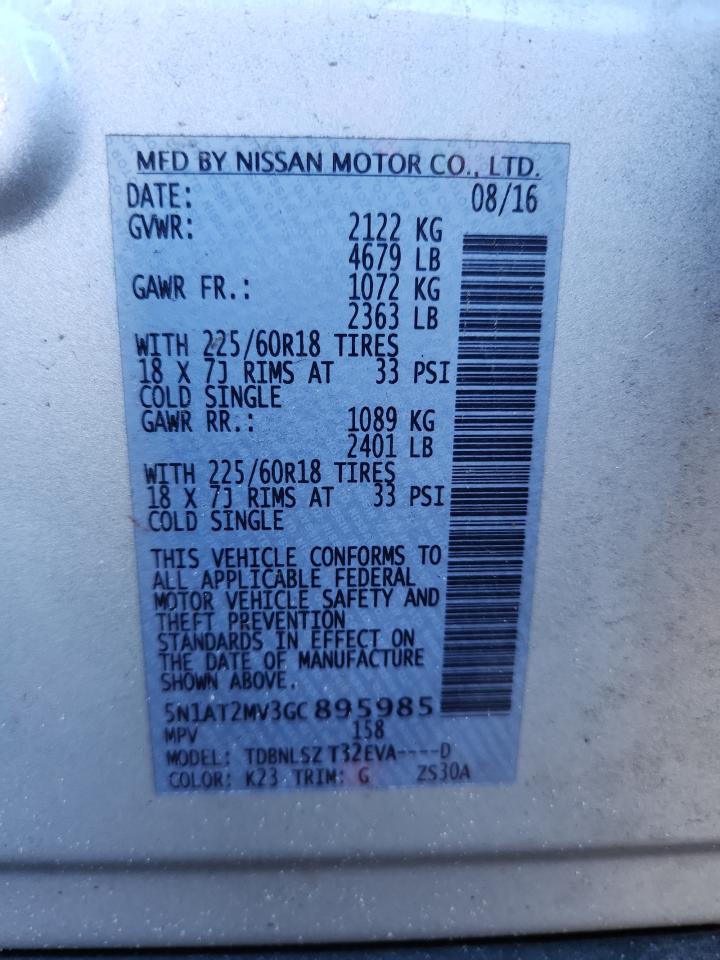 MFD BY NISSAN MOTOR CO., LTD.
DATE: 08/16
GVWR: 2122 KG
4679 LB
GAWR FR.: 1072 KG
2363 LB
WITH 225/60R18 TIRES
18 X 7J RIMS AT 33 PSI
COLD SINGLE
GAWR RR.: 1089 KG
2401 LB
WITH 225/60R18 TIRES
18 X 7J RIMS AT 33 PSI
COLD SINGLE
THIS VEHICLE CONFORMS TO
ALL APPLICABLE FEDERAL
MOTOR VEHICLE SAFETY AND
THEFT PREVENTION
STANDARDS IN EFFECT ON
THE DATE OF MANUFACTURE
SHOWN ABOVE.
5N1AT2MV3GC895985
MPV 158
MODEL: TDBNLSZ T32EVA----D
COLOR: K23 TRIM: G ZS30A